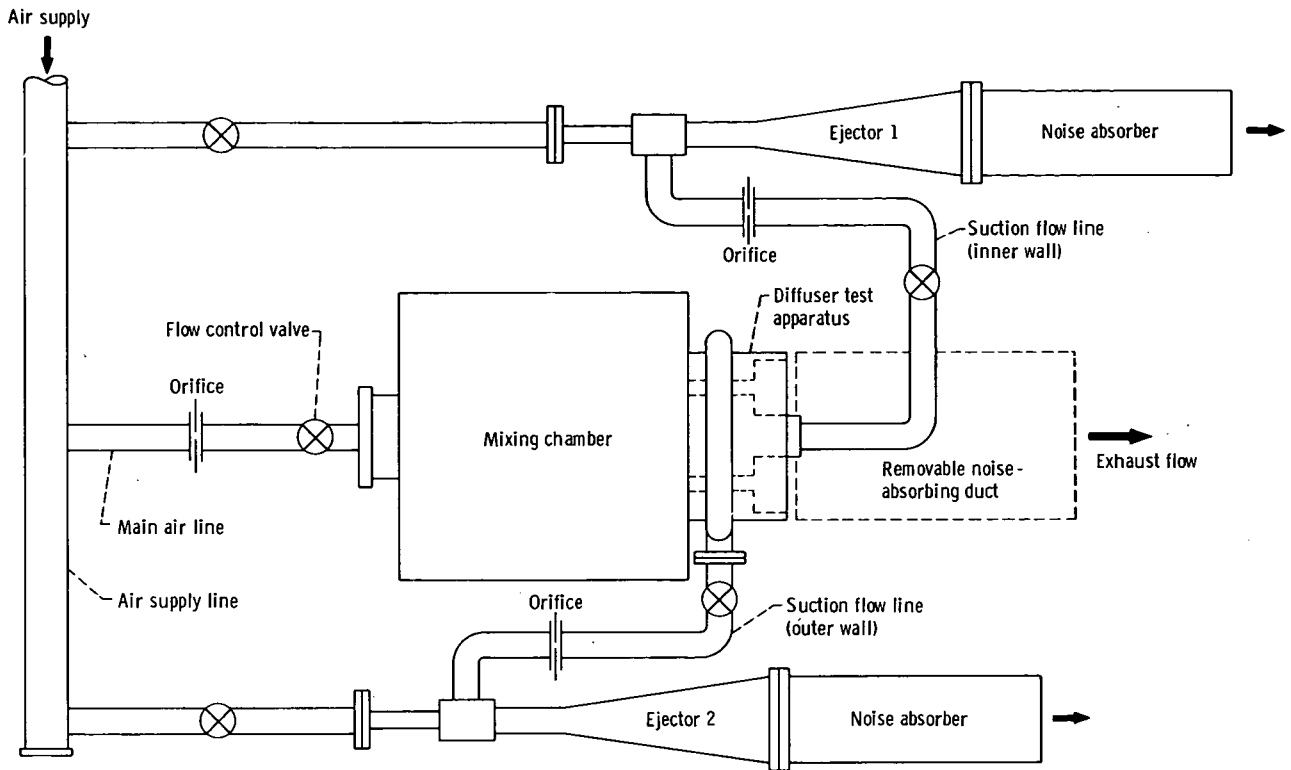 Air supply
Ejector 1
Noise absorber
Orifice
Suction flow line
(inner wall)
Diffuser test
apparatus
Flow control valve
Orifice
Mixing chamber
Removable noise-
absorbing duct
Exhaust flow
Main air line
Air supply line
Orifice
Suction flow line
(outer wall)
Ejector 2
Noise absorber